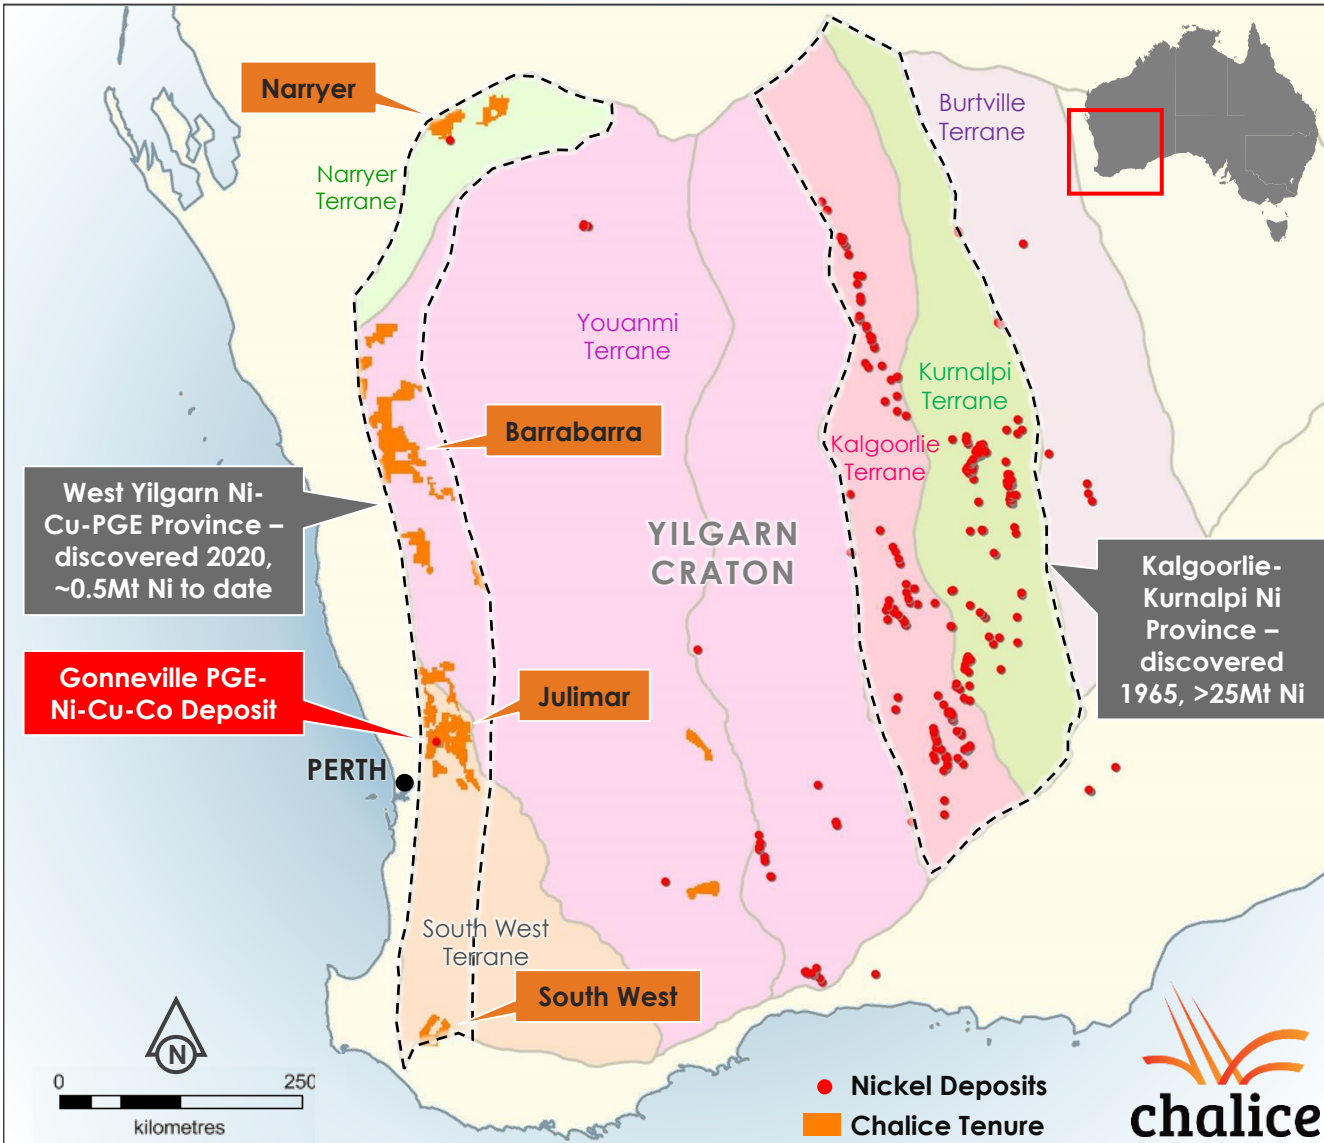 Narryer
Burtville
Terrane
Narryer
Terrane
Youanmi
Terrane
Kurnalpi
Terrane
Barrabarra
Kalgoorlie
Terrane
West Yilgarn Ni-
Cu-PGE Province –
discovered 2020,
~0.5Mt Ni to date
YILGARN
CRATON
Kalgoorlie-
Kurnalpi Ni
Province –
discovered
1965, >25Mt Ni
Gonneville PGE-
Ni-Cu-Co Deposit
Julimar
PERTH
South West
Terrane
South West
N
0 250
kilometres
Nickel Deposits
Chalice Tenure
chalice